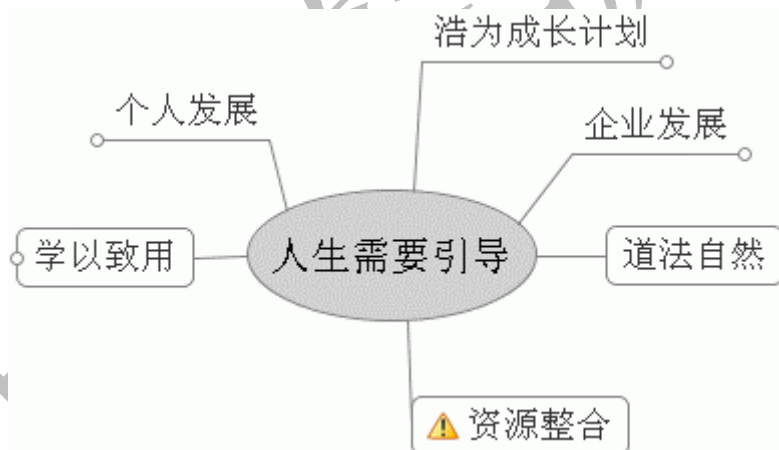 浩为成长计划
个人发展
企业发展
学以致用
人生需要引导
道法自然
资源整合